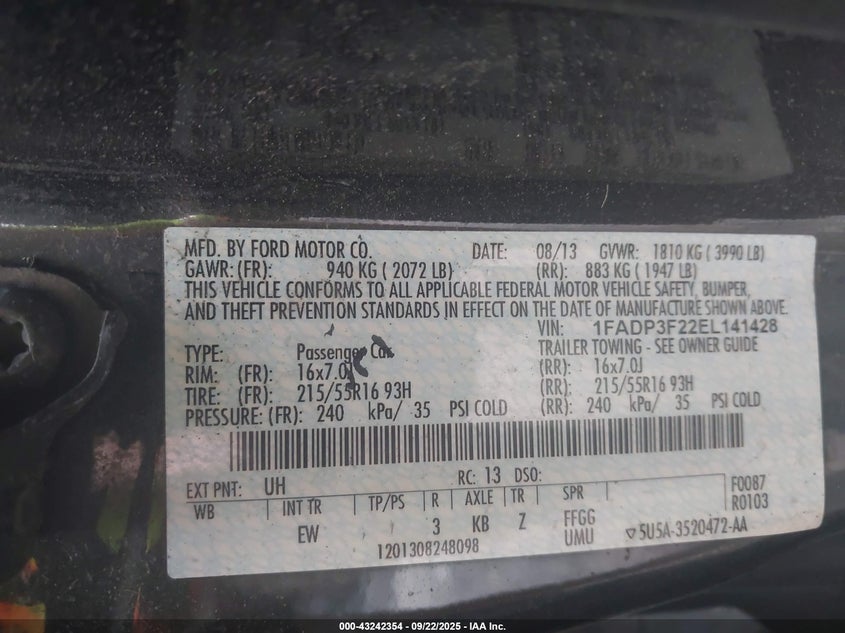 MFD. BY FORD MOTOR CO. DATE: 08/13 GVWR: 1810 KG ( 3990 LB)
GAWR: (FR): 940 KG ( 2072 LB) (RR): 883 KG ( 1947 LB)
THIS VEHICLE CONFORMS TO ALL APPLICABLE FEDERAL MOTOR VEHICLE SAFETY, BUMPER,
AND THEFT PREVENTION STANDARDS IN EFFECT ON THE DATE OF MANUFACTURE SHOWN ABOVE.
VIN: 1FADP3F22EL141428
TYPE: Passenger Car TRAILER TOWING - SEE OWNER GUIDE
RIM: (FR): 16x7.0J (RR): 16x7.0J
TIRE: (FR): 215/55R16 93H (RR): 215/55R16 93H
PRESSURE: (FR): 240 kPa/ 35 PSI COLD (RR): 240 kPa/ 35 PSI COLD
EXT PNT: UH RC: 13 DSO: F0087
WB INT TR TP/PS R AXLE TR SPR R0103
EW 3 KB Z FFGG
1201308248098 UMU ▽5U5A-3520472-AA
000-43242354 | 09/22/2025 | IAA Inc.